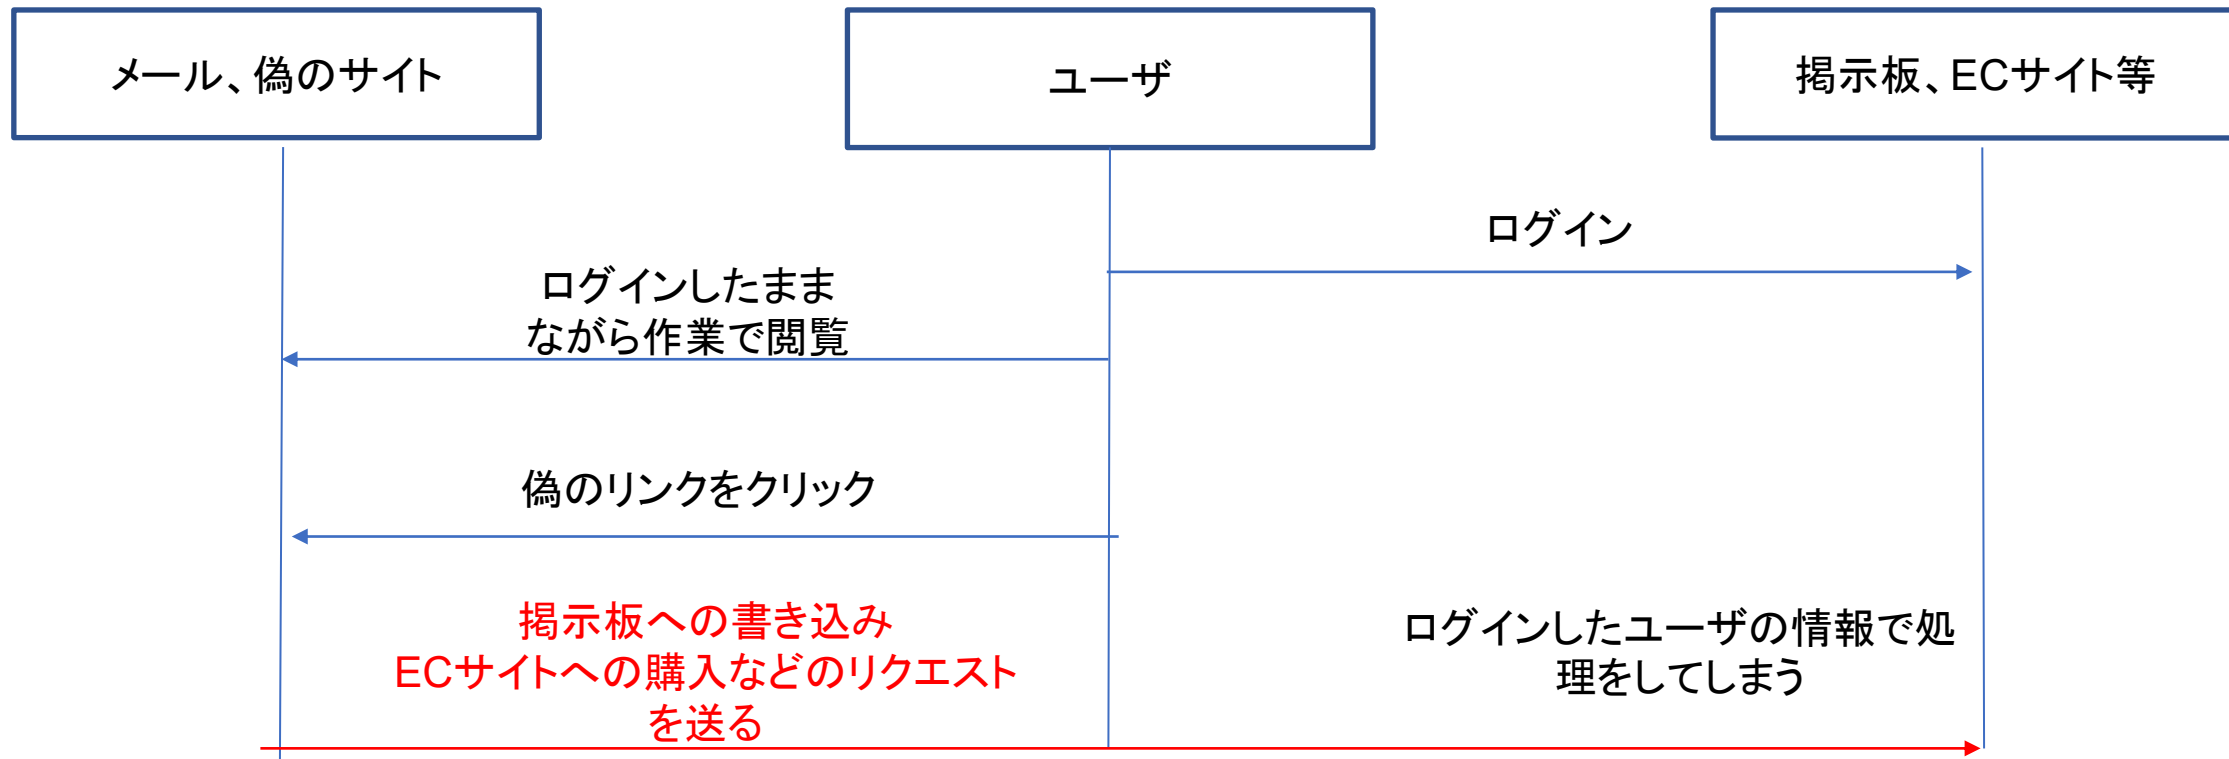 メール、偽のサイト
ユーザ
掲示板、ECサイト等
ログイン
ログインしたまま
ながら作業で閲覧
偽のリンクをクリック
掲示板への書き込み
ECサイトへの購入などのリクエスト
を送る
ログインしたユーザの情報で処
理をしてしまう